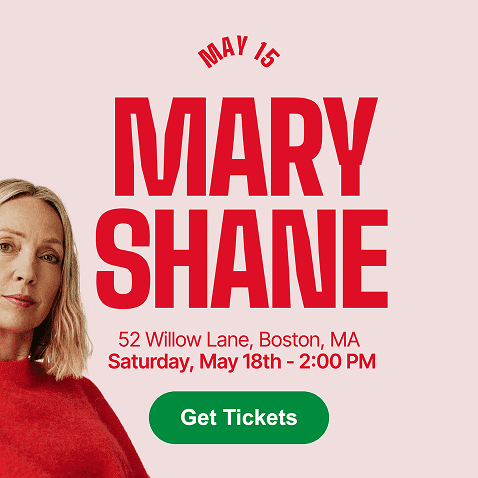 MAY 15
MARY
SHANE
52 Willow Lane, Boston, MA
Saturday, May 18th - 2:00 PM
Get Tickets